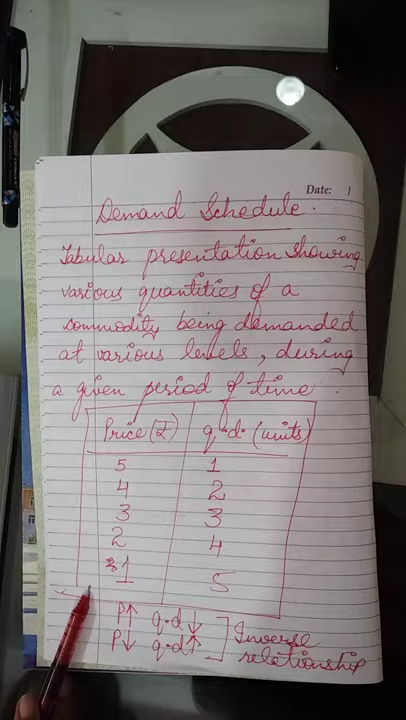 Date: 1
Demand Schedule.
Tabular presentation showing
various quantities of a
commodity being demanded
at various levels, during
a given period of time.
Price (₹) q.d. (units)
5 1
4 2
3 3
2 4
1 5
P↑ q.d↓
P↓ q.d↑ ] Inverse
relationship